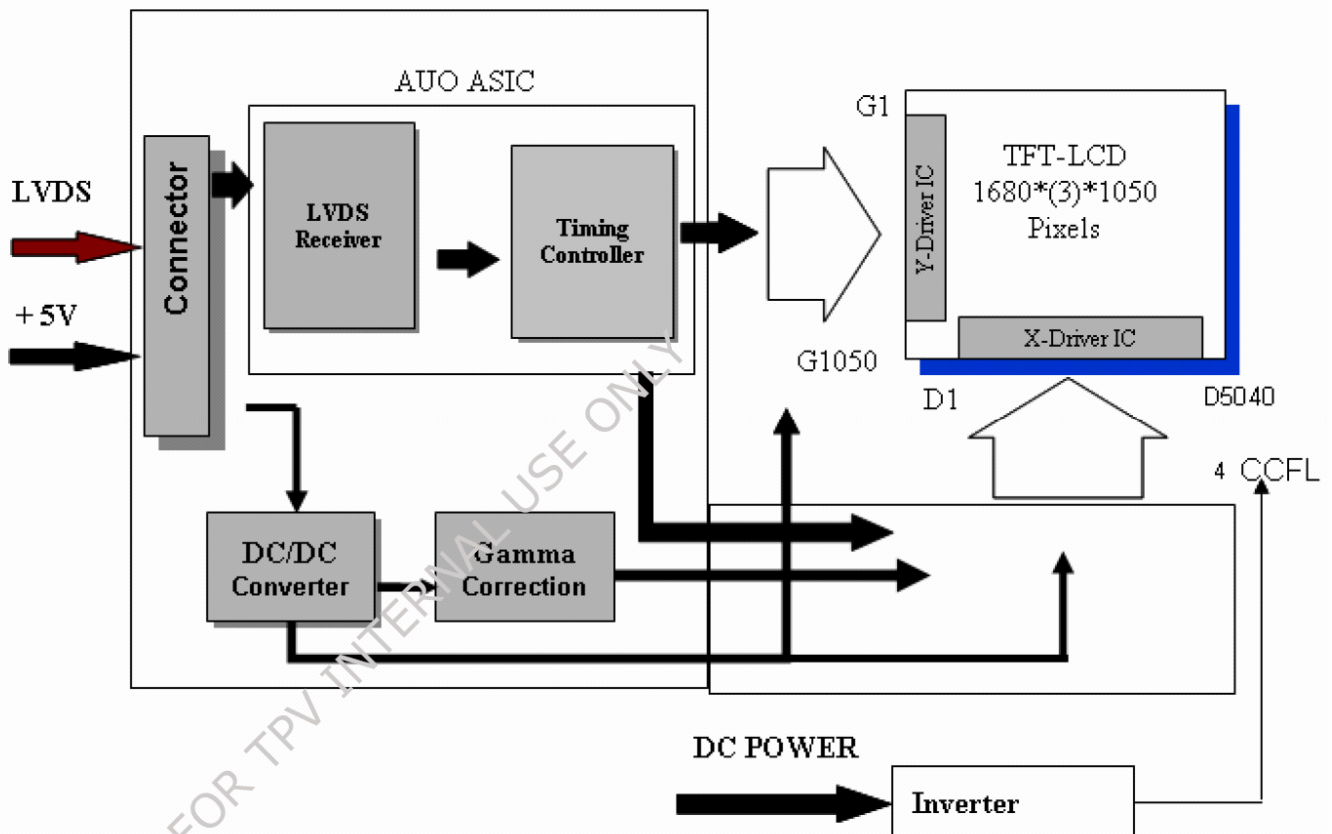 AUO ASIC
LVDS
+5V
Connector
LVDS
Receiver
Timing
Controller
G1
G1050
TFT-LCD
1680*(3)*1050
Pixels
Y-Driver IC
X-Driver IC
D1
D5040
4 CCFL
DC/DC
Converter
Gamma
Correction
DC POWER
Inverter
FOR TPV INTERNAL USE ONLY